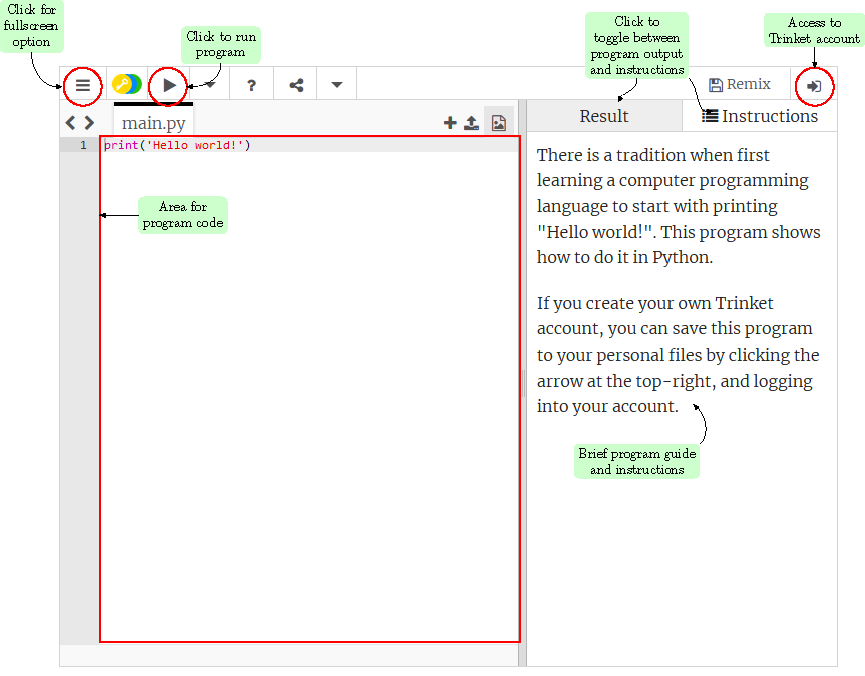 Click for
fullscreen
option
Click to run
program
Click to
toggle between
program output
and instructions
Access to
Trinket account
?
Remix
main.py
Result
Instructions
1
print('Hello world!')
Area for
program code
There is a tradition when first
learning a computer programming
language to start with printing
"Hello world!". This program shows
how to do it in Python.
If you create your own Trinket
account, you can save this program
to your personal files by clicking the
arrow at the top-right, and logging
into your account.
Brief program guide
and instructions